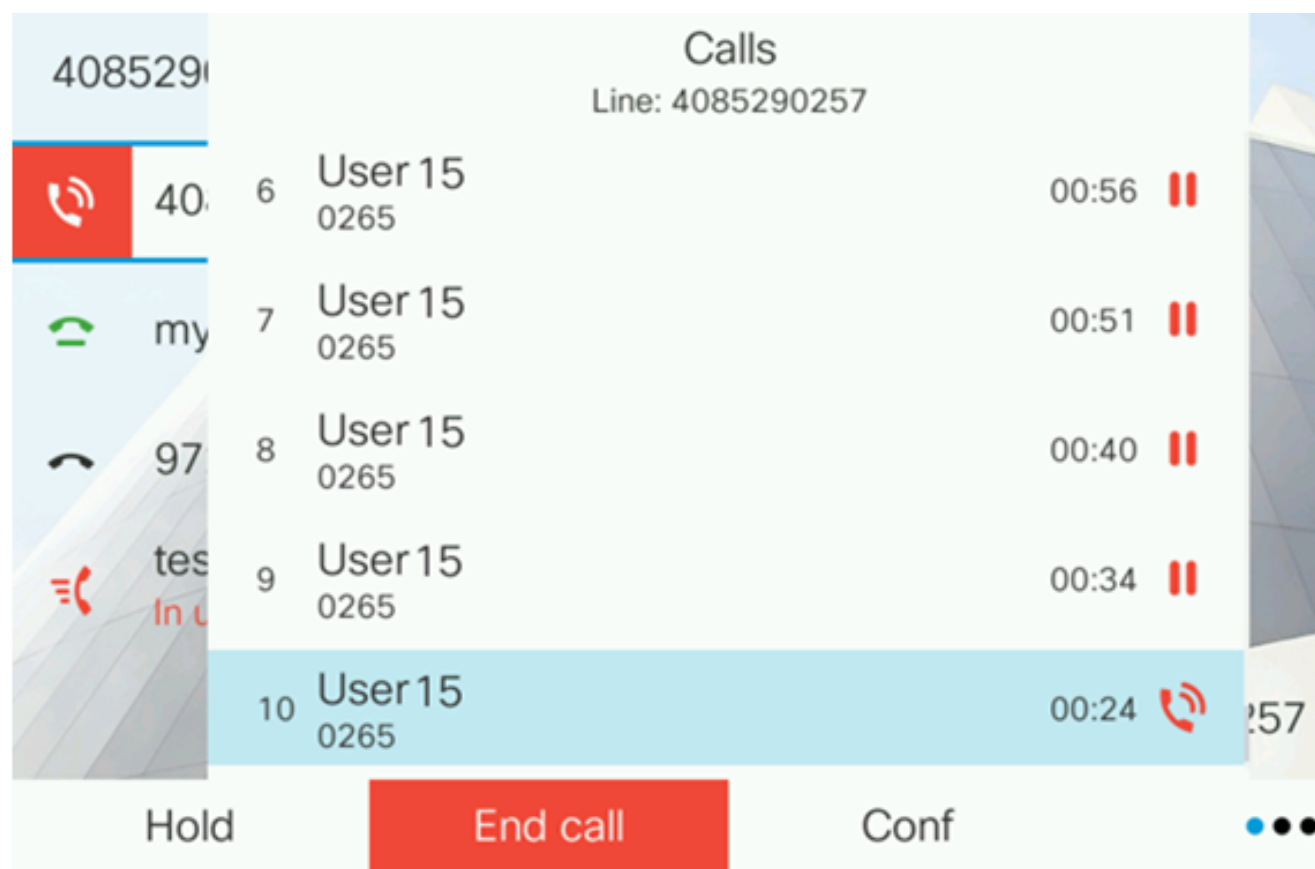 Calls
Line: 4085290257
408529
40
my
97
tes
In u
6 User 15 00:56
0265
7 User 15 00:51
0265
8 User 15 00:40
0265
9 User 15 00:34
0265
10 User 15 00:24
0265
257
Hold End call Conf